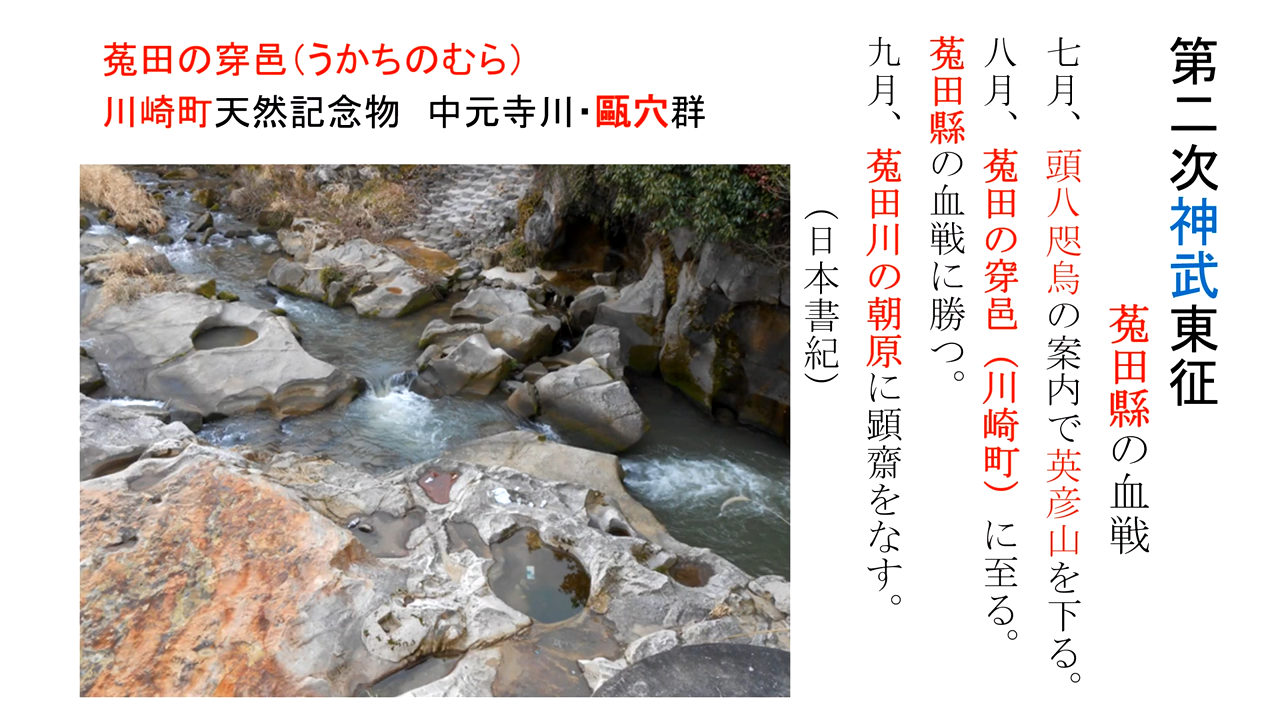 第二次神武東征
菟田縣の血戦
七月、頭八咫烏の案内で英彦山を下る。
八月、菟田の穿邑(川崎町)に至る。
菟田縣の血戦に勝つ。
九月、菟田川の朝原に顕齋をなす。
(日本書紀)
菟田の穿邑(うかちのむら)
川崎町天然記念物 中元寺川・甌穴群